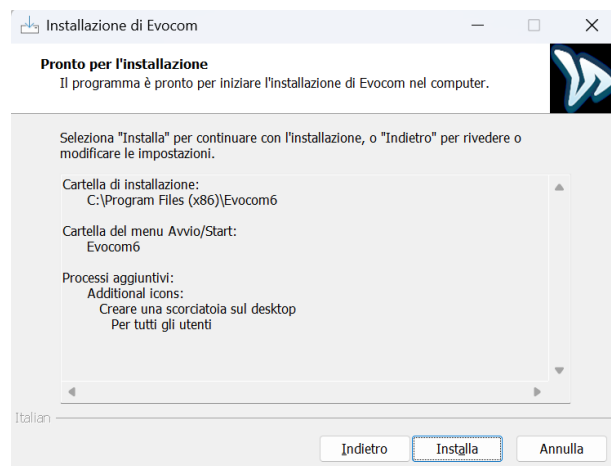 Installazione di Evocom
Pronto per l'installazione
Il programma è pronto per iniziare l'installazione di Evocom nel computer.
Seleziona "Installa" per continuare con l'installazione, o "Indietro" per rivedere o
modificare le impostazioni.
Cartella di installazione:
C:\Program Files (x86)\Evocom6
Cartella del menu Avvio/Start:
Evocom6
Processi aggiuntivi:
Additional icons:
Creare una scorciatoia sul desktop
Per tutti gli utenti
Italian
Indietro
Installa
Annulla